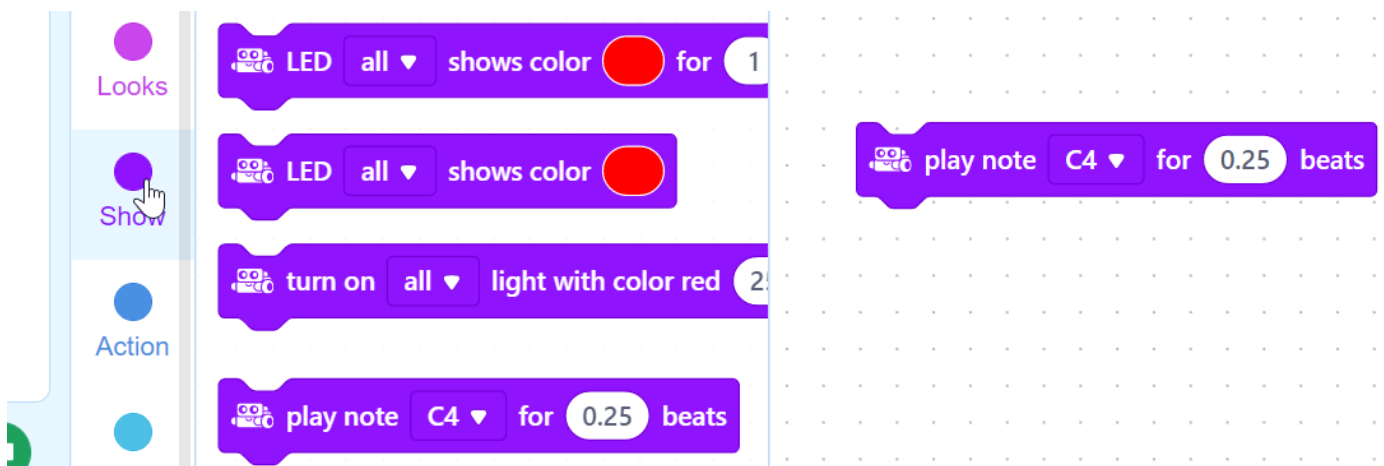 Looks
Show
Action
LED all ▼ shows color for 1
LED all ▼ shows color
turn on all ▼ light with color red 25
play note C4 ▼ for 0.25 beats
play note C4 ▼ for 0.25 beats